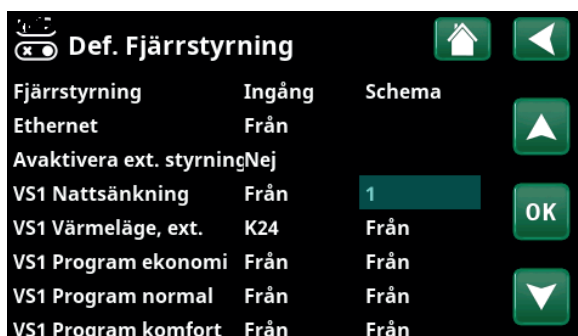 Def. Fjärrstyrning
Fjärrstyrning Ingång Schema
Ethernet Från
Avaktivera ext. styrning Nej
VS1 Nattsänkning Från 1
OK
VS1 Värmeläge, ext. K24 Från
VS1 Program ekonomi Från Från
VS1 Program normal Från Från
VS1 Program komfort Från Från